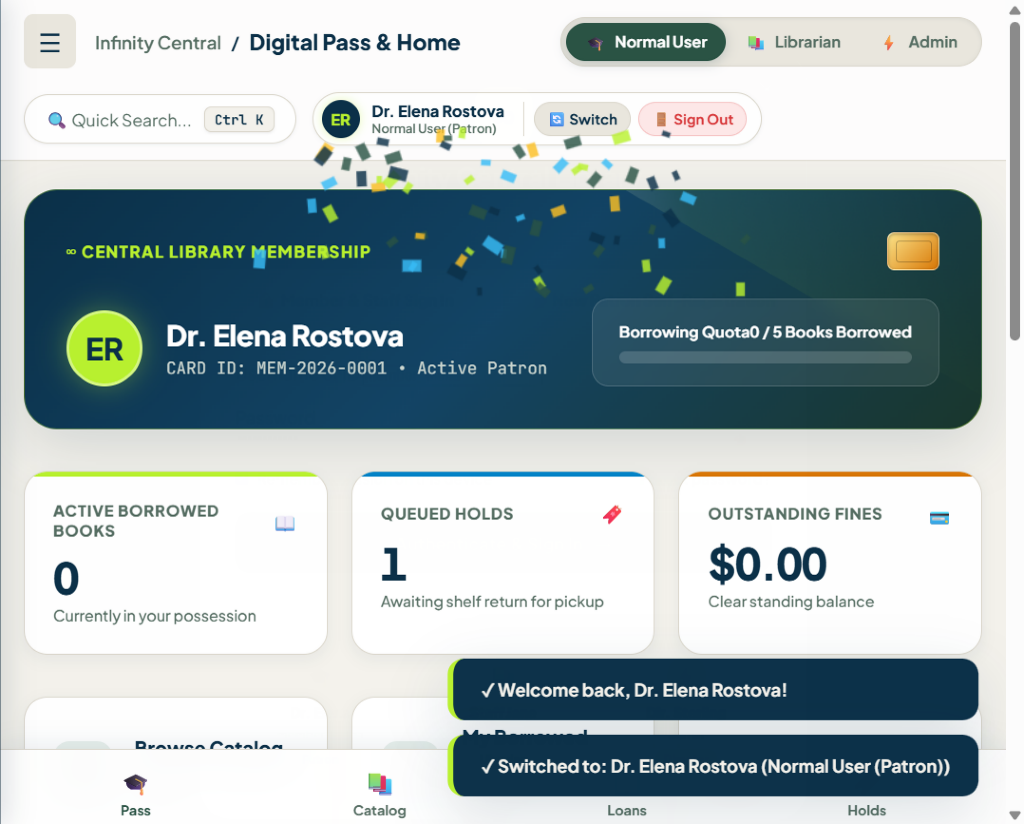 ☰ Infinity Central / Digital Pass & Home
Normal User
Librarian
Admin
Quick Search... Ctrl K
ER
Dr. Elena Rostova
Normal User (Patron)
Switch
Sign Out
∞ CENTRAL LIBRARY MEMBERSHIP
ER
Dr. Elena Rostova
CARD ID: MEM-2026-0001 • Active Patron
Borrowing Quota0 / 5 Books Borrowed
ACTIVE BORROWED
BOOKS
0
Currently in your possession
QUEUED HOLDS
1
Awaiting shelf return for pickup
OUTSTANDING FINES
$0.00
Clear standing balance
✓ Welcome back, Dr. Elena Rostova!
Browse Catalog
My Borrowed
✓ Switched to: Dr. Elena Rostova (Normal User (Patron))
Pass
Catalog
Loans
Holds